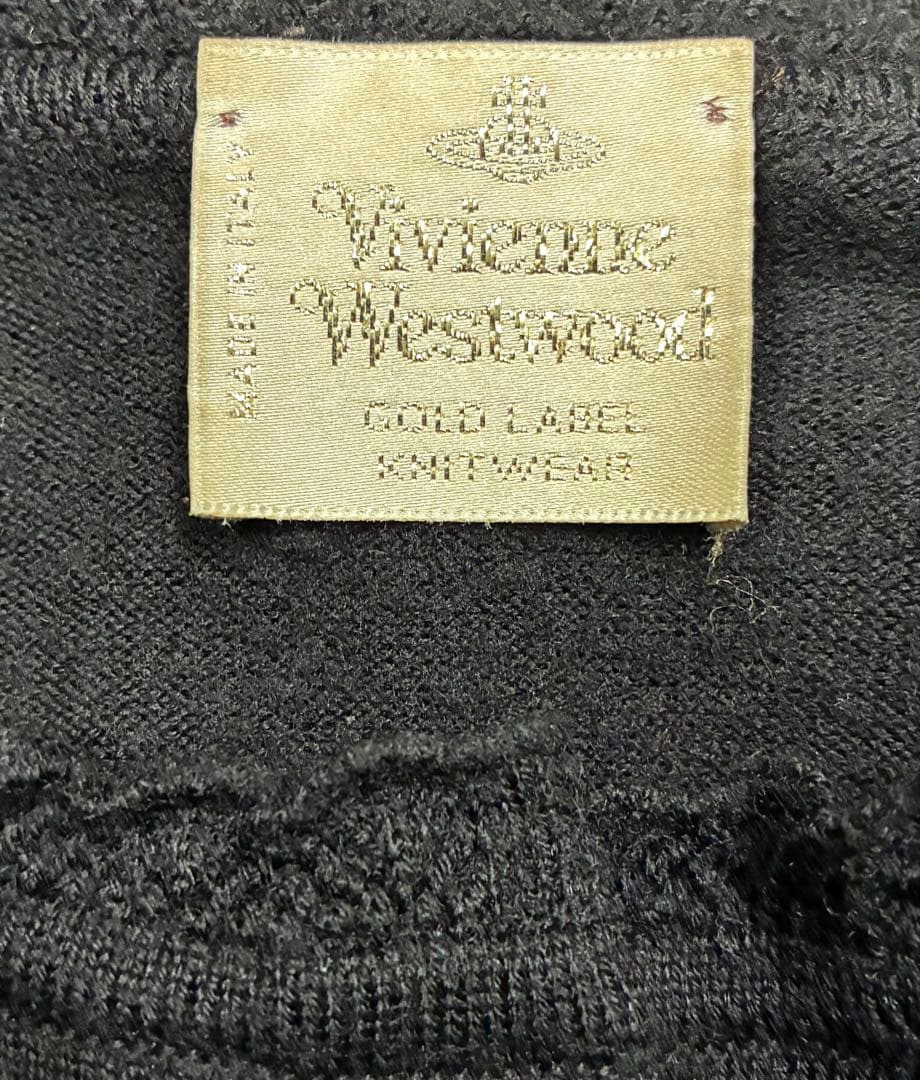 Vivienne
Westwood
GOLD LABEL
KNITWEAR
MADE IN ITALY